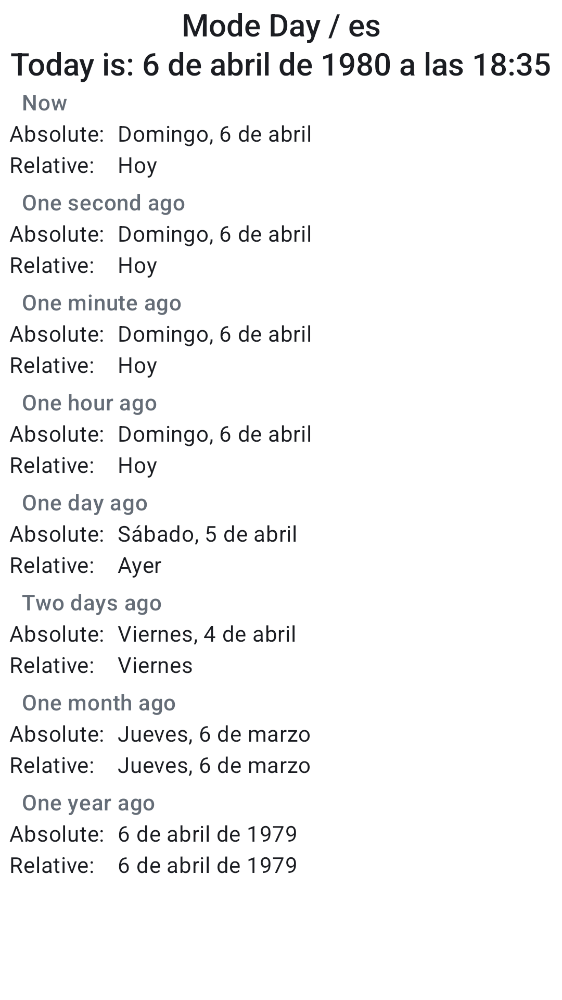 Mode Day / es
Today is: 6 de abril de 1980 a las 18:35
Now
Absolute: Domingo, 6 de abril
Relative: Hoy
One second ago
Absolute: Domingo, 6 de abril
Relative: Hoy
One minute ago
Absolute: Domingo, 6 de abril
Relative: Hoy
One hour ago
Absolute: Domingo, 6 de abril
Relative: Hoy
One day ago
Absolute: Sábado, 5 de abril
Relative: Ayer
Two days ago
Absolute: Viernes, 4 de abril
Relative: Viernes
One month ago
Absolute: Jueves, 6 de marzo
Relative: Jueves, 6 de marzo
One year ago
Absolute: 6 de abril de 1979
Relative: 6 de abril de 1979